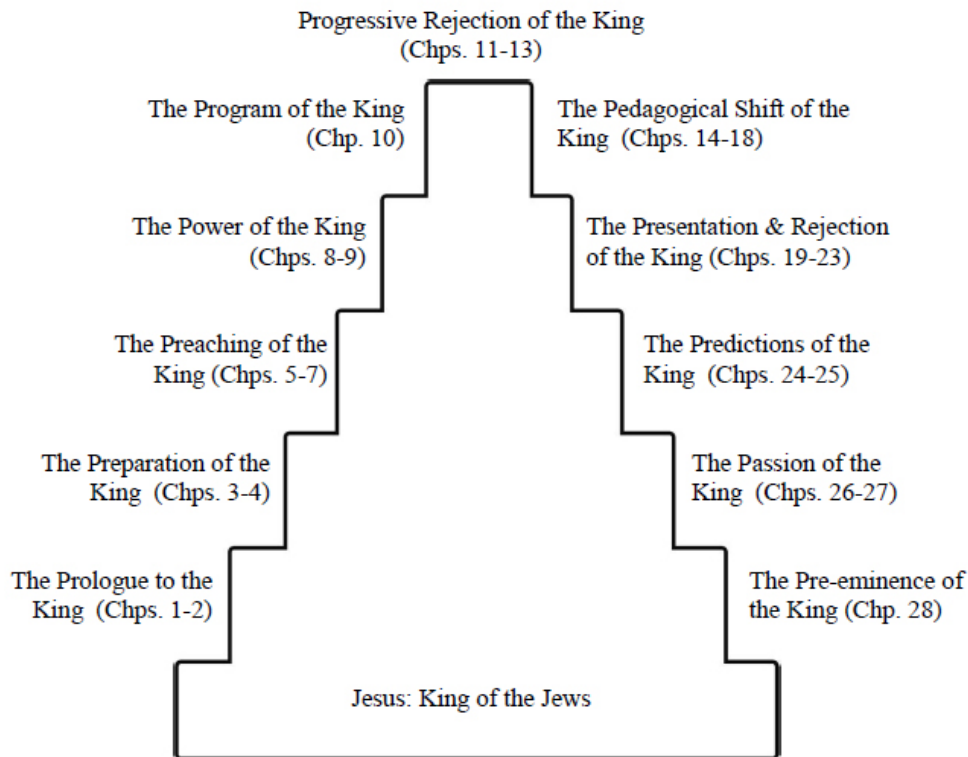 Progressive Rejection of the King
(Chps. 11-13)
The Program of the King
(Chp. 10)
The Pedagogical Shift of the
King (Chps. 14-18)
The Power of the King
(Chps. 8-9)
The Presentation & Rejection
of the King (Chps. 19-23)
The Preaching of the
King (Chps. 5-7)
The Predictions of the
King (Chps. 24-25)
The Preparation of the
King (Chps. 3-4)
The Passion of the
King (Chps. 26-27)
The Prologue to the
King (Chps. 1-2)
The Pre-eminence of
the King (Chp. 28)
Jesus: King of the Jews